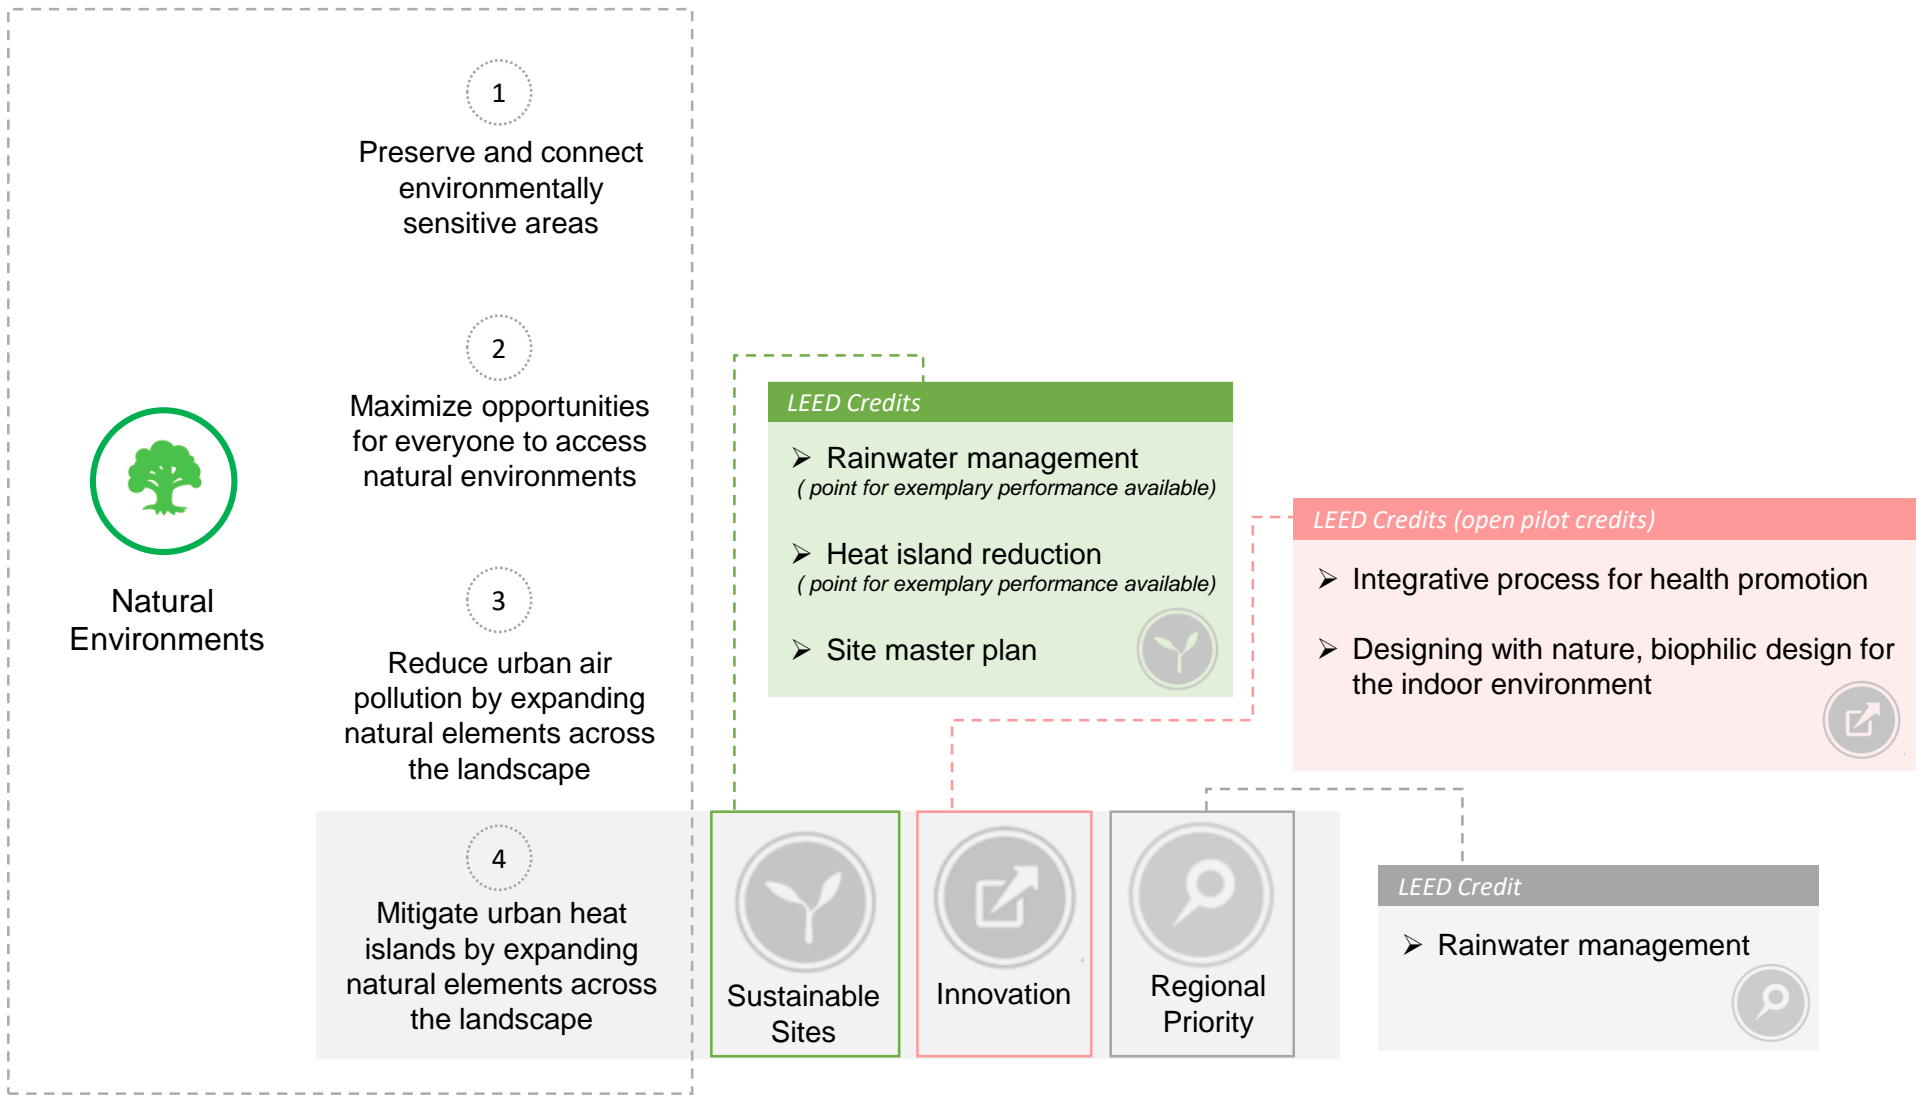 1
Preserve and connect
environmentally
sensitive areas
2
Maximize opportunities
for everyone to access
natural environments
Natural
Environments
3
Reduce urban air
pollution by expanding
natural elements across
the landscape
4
Mitigate urban heat
islands by expanding
natural elements across
the landscape
LEED Credits
➢ Rainwater management
( point for exemplary performance available)
➢ Heat island reduction
( point for exemplary performance available)
➢ Site master plan
LEED Credits (open pilot credits)
➢ Integrative process for health promotion
➢ Designing with nature, biophilic design for
the indoor environment
Sustainable
Sites
Innovation
Regional
Priority
LEED Credit
➢ Rainwater management